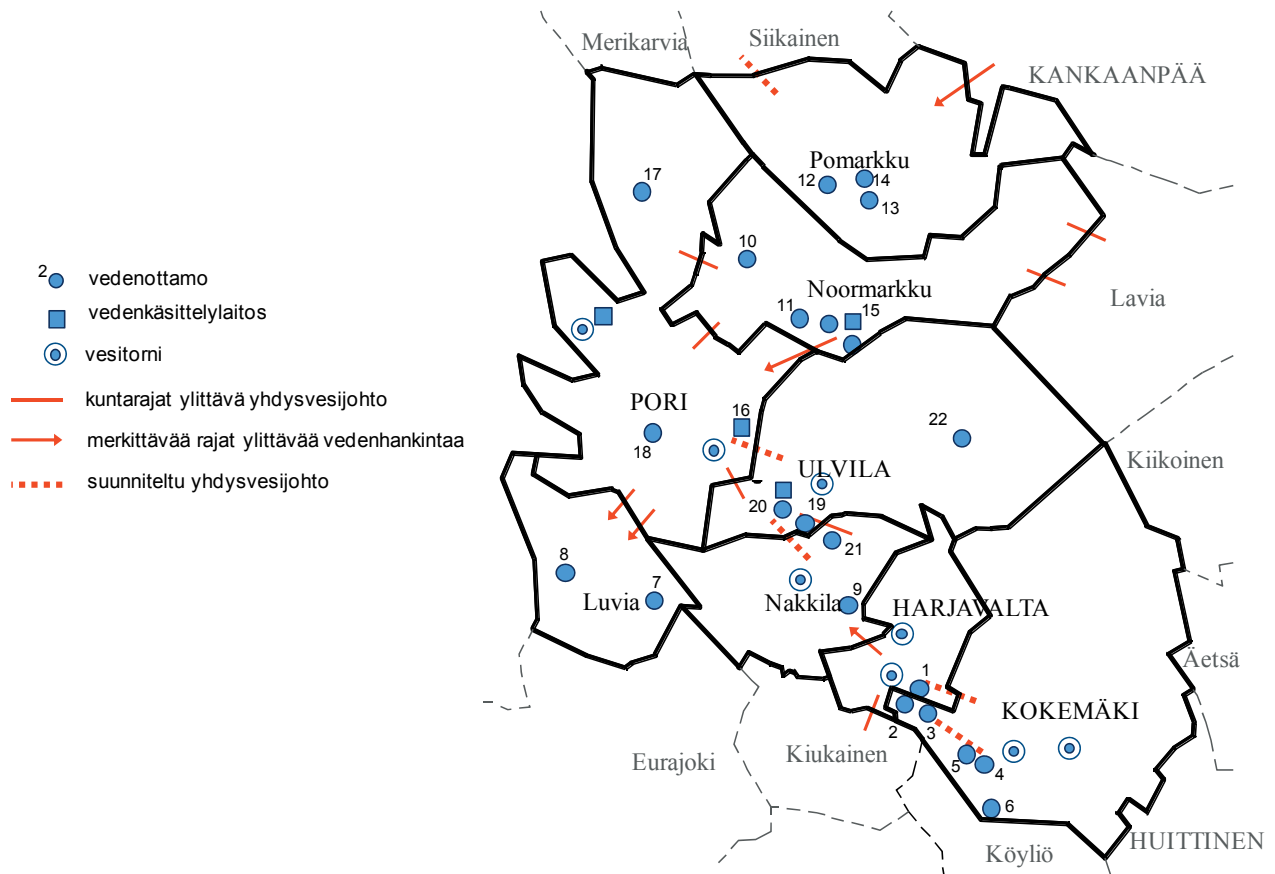 Merikarvia
Siikainen
KANKAANPÄÄ
17
Pomarkku
12
14
13
10
2 vedenottamo
vedenkäsittelylaitos
vesitorni
kuntarajat ylittävä yhdysvesijohto
merkittävää rajat ylittävää vedenhankintaa
suunniteltu yhdysvesijohto
Noormarkku
11
15
Lavia
PORI
16
18
22
Kiikoinen
ULVILA
20
19
21
8
7
Luvia
Nakkila
9
HARJAVALTA
Äetsä
1
2
3
KOKEMÄKI
Eurajoki
Kiukainen
5
4
6
Köyliö
HUITTINEN